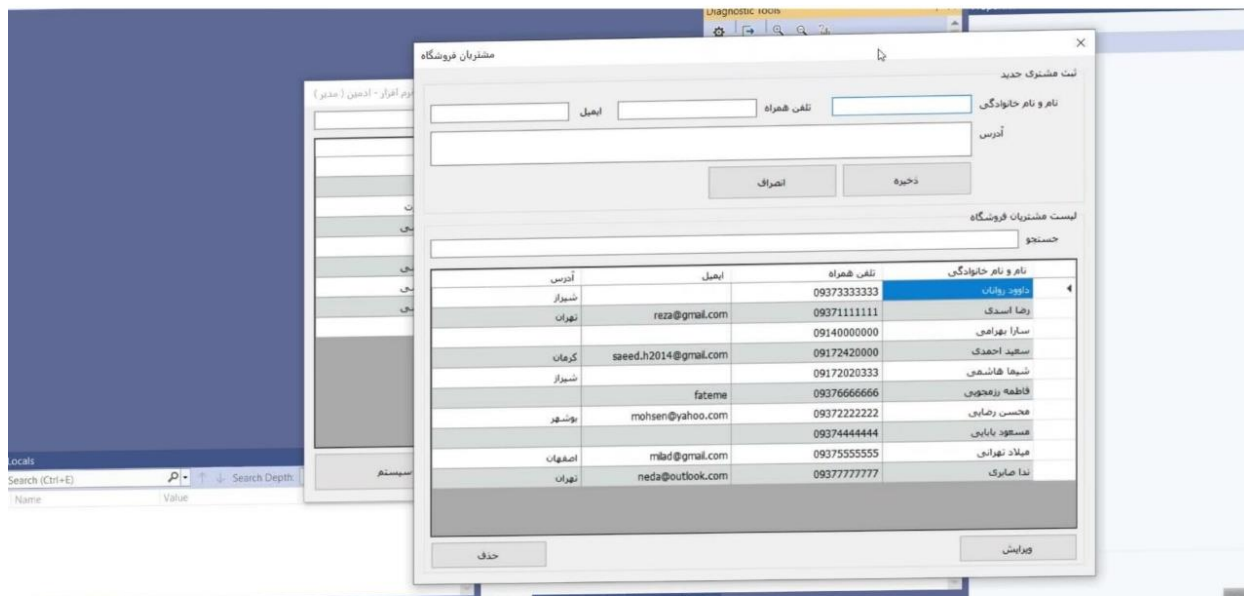 Diagnostic Tools
مشتریان فروشگاه
نرم افزار - ادمین ( مدیر )
ثبت مشتری جدید
نام و نام خانوادگی تلفن همراه ایمیل
آدرس
ذخیره انصراف
لیست مشتریان فروشگاه
جستجو
نام و نام خانوادگی تلفن همراه ایمیل آدرس
داوود روانان 09373333333 شیراز
رضا اسدی 09371111111 reza@gmail.com تهران
سارا بهرامی 09140000000
سعید احمدی 09172420000 saeed.h2014@gmail.com کرمان
شیما هاشمی 09172020333 شیراز
فاطمه رزمجویی 09376666666 fateme
محسن رضایی 09372222222 mohsen@yahoo.com بوشهر
مسعود بابایی 09374444444
میلاد تهرانی 09375555555 milad@gmail.com اصفهان
ندا صابری 09377777777 neda@outlook.com تهران
ویرایش حذف
سیستم
Locals
Search (Ctrl+E) Search Depth:
Name Value